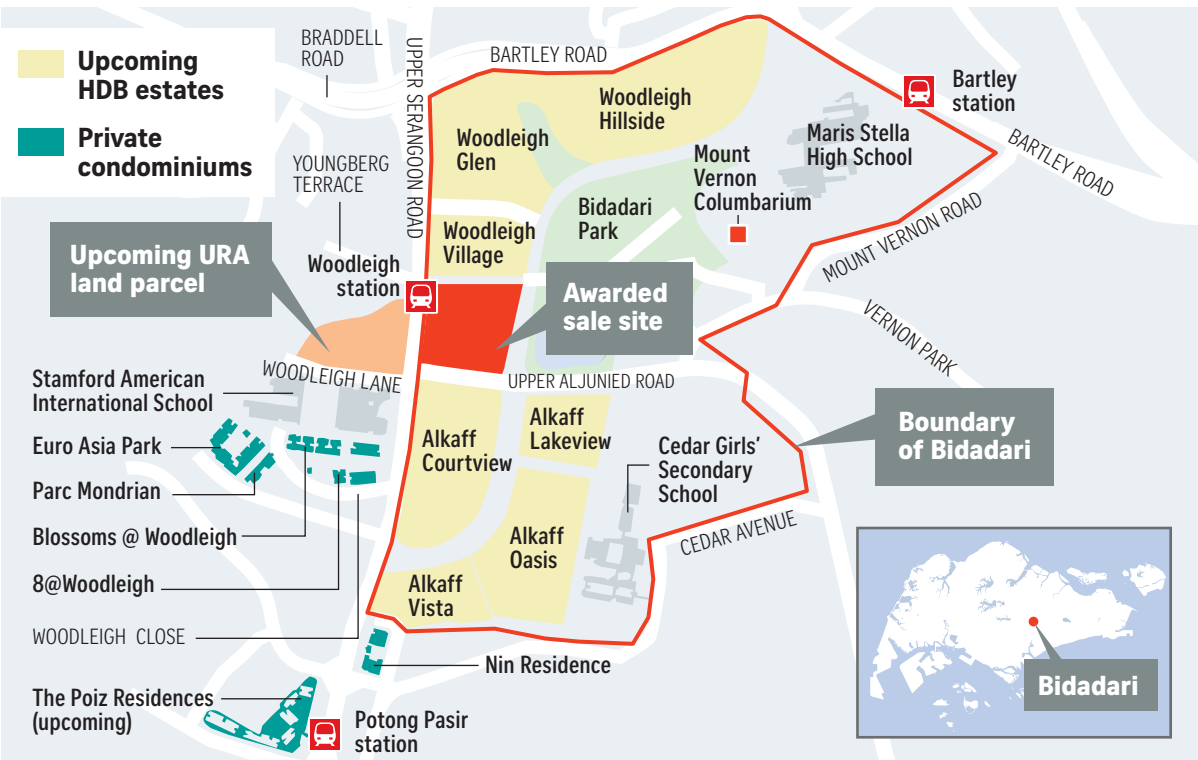 Upcoming
HDB estates
Private
condominiums
BRADDELL
ROAD
UPPER SERANGOON ROAD
BARTLEY ROAD
Woodleigh
Hillside
Woodleigh
Glen
Bartley
station
Maris Stella
High School
BARTLEY ROAD
YOUNGBERG
TERRACE
Mount
Vernon
Columbarium
Bidadari
Park
MOUNT VERNON ROAD
Woodleigh
Village
Upcoming URA
land parcel
Woodleigh
station
Awarded
sale site
VERNON PARK
WOODLEIGH LANE
UPPER ALJUNIED ROAD
Stamford American
International School
Euro Asia Park
Parc Mondrian
Blossoms @ Woodleigh
8@Woodleigh
WOODLEIGH CLOSE
Alkaff
Courtview
Alkaff
Lakeview
Cedar Girls'
Secondary
School
Boundary
of Bidadari
Alkaff
Oasis
CEDAR AVENUE
Alkaff
Vista
Nin Residence
The Poiz Residences
(upcoming)
Potong Pasir
station
Bidadari